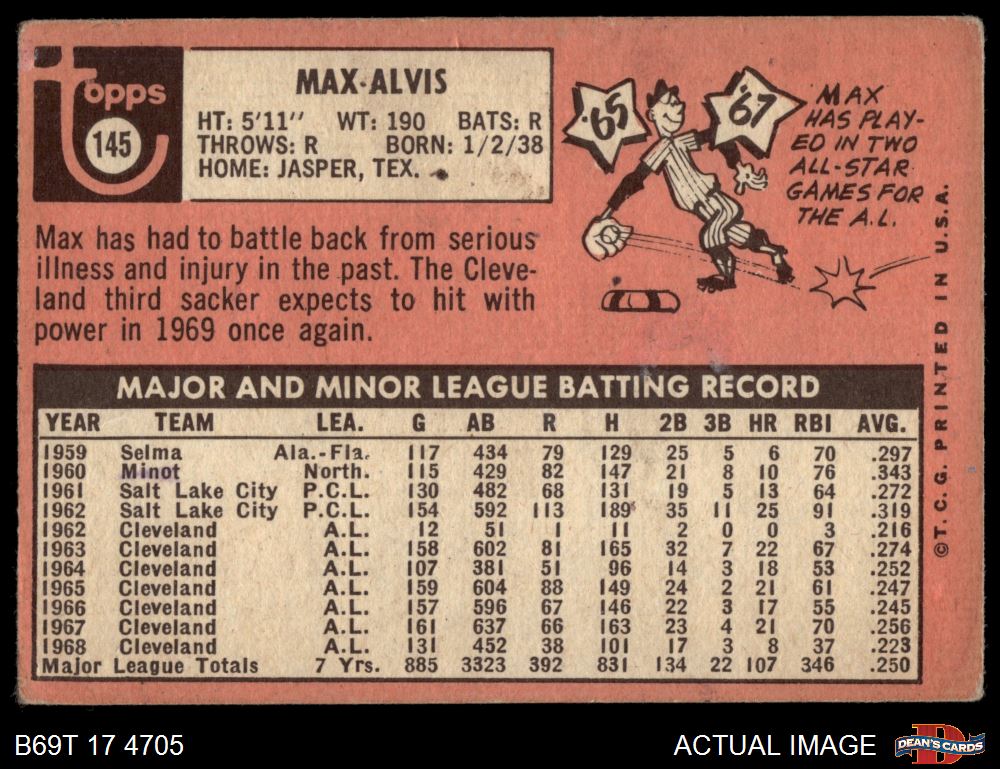 Topps
145
MAX·ALVIS
HT: 5'11" WT: 190 BATS: R
THROWS: R BORN: 1/2/38
HOME: JASPER, TEX.
'65
'67
MAX
HAS PLAY-
ED IN TWO
ALL-STAR
GAMES FOR
THE A.L.
Max has had to battle back from serious
illness and injury in the past. The Cleve-
land third sacker expects to hit with
power in 1969 once again.
©T.C.G. PRINTED IN U.S.A.
MAJOR AND MINOR LEAGUE BATTING RECORD
YEAR TEAM LEA. G AB R H 2B 3B HR RBI AVG.
1959 Selma Ala.-Fla. 117 434 79 129 25 5 6 70 .297
1960 Minot North. 115 429 82 147 21 8 10 76 .343
1961 Salt Lake City P.C.L. 130 482 68 131 19 5 13 64 .272
1962 Salt Lake City P.C.L. 154 592 113 189 35 11 25 91 .319
1962 Cleveland A.L. 12 51 1 11 2 0 0 3 .216
1963 Cleveland A.L. 158 602 81 165 32 7 22 67 .274
1964 Cleveland A.L. 107 381 51 96 14 3 18 53 .252
1965 Cleveland A.L. 159 604 88 149 24 2 21 61 .247
1966 Cleveland A.L. 157 596 67 146 22 3 17 55 .245
1967 Cleveland A.L. 161 637 66 163 23 4 21 70 .256
1968 Cleveland A.L. 131 452 38 101 17 3 8 37 .223
Major League Totals 7 Yrs. 885 3323 392 831 134 22 107 346 .250
B69T 17 4705
ACTUAL IMAGE
D
DEAN'S CARDS